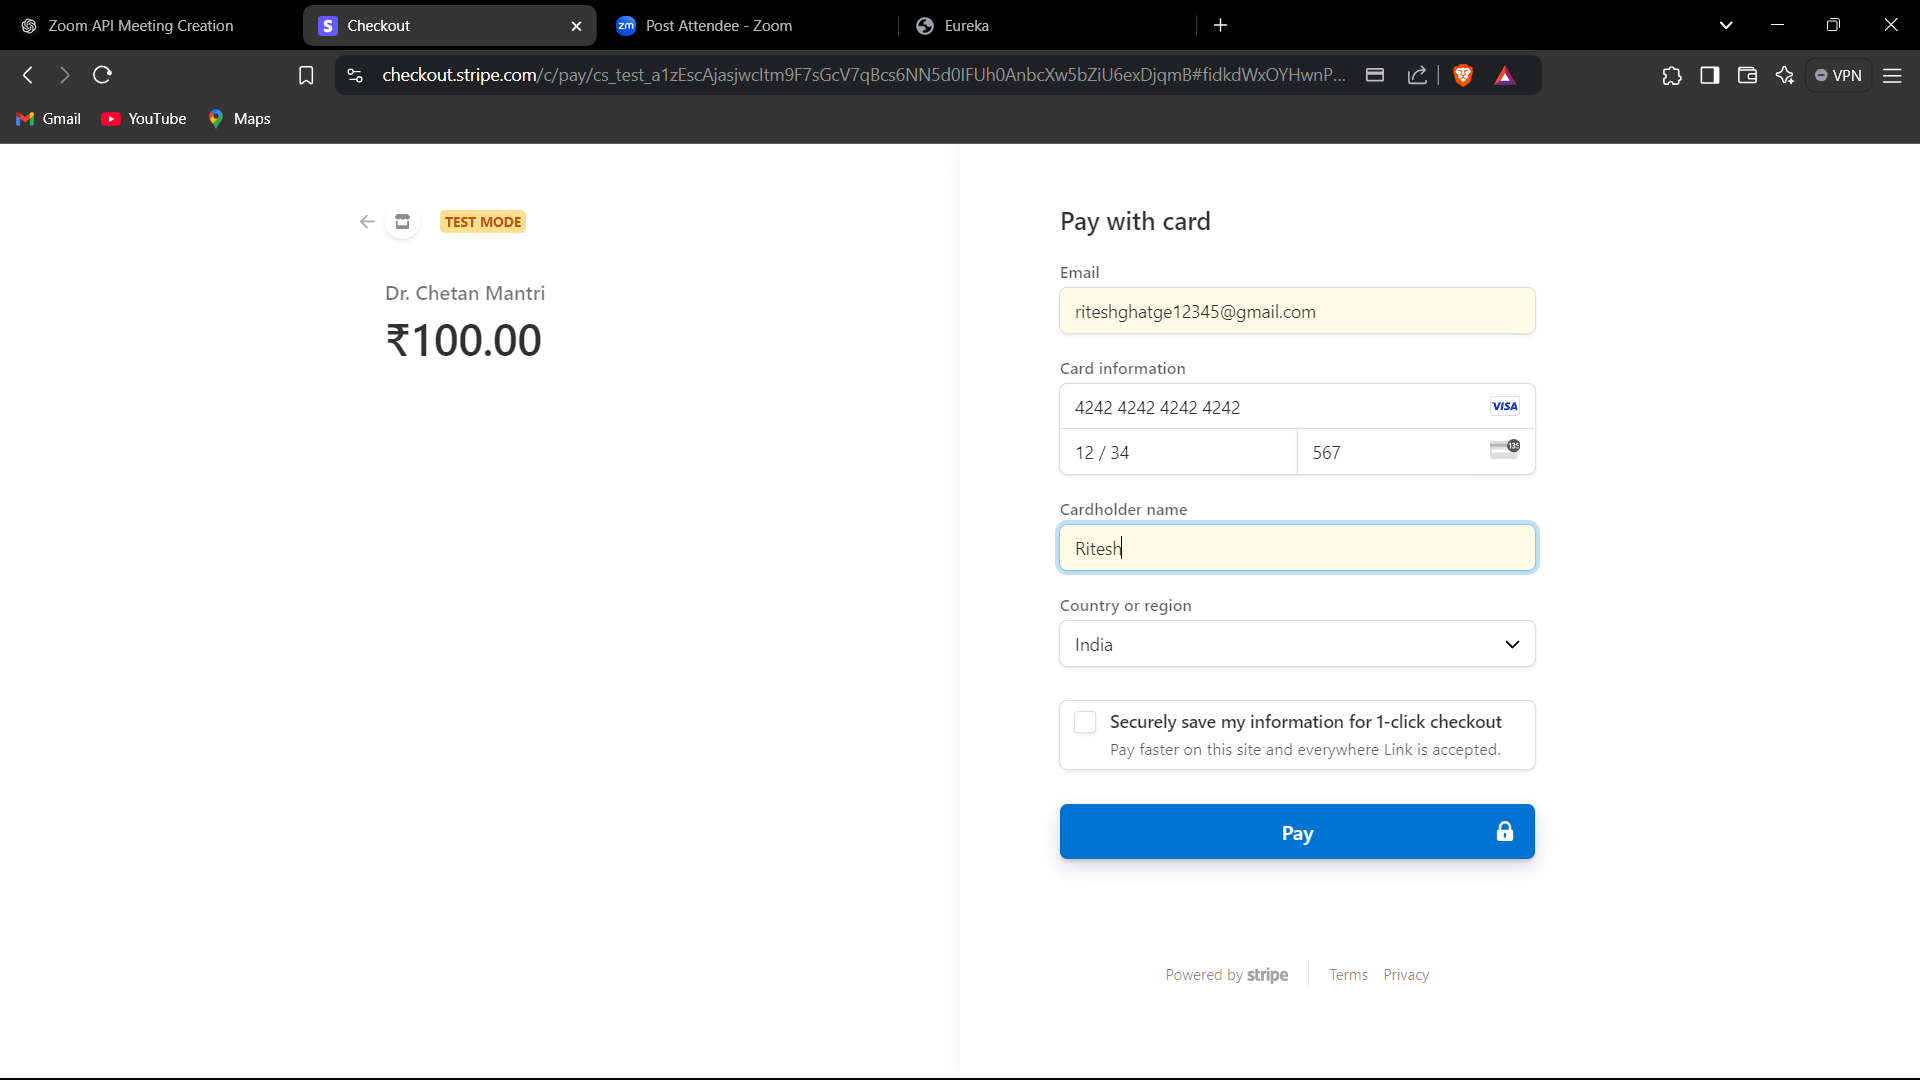 Zoom API Meeting Creation
Checkout
Post Attendee - Zoom
Eureka
checkout.stripe.com/c/pay/cs_test_a1zEscAjasjwcltm9F7sGcV7qBcs6NN5d0IFUh0AnbcXw5bZiU6exDjqmB#fidkdWxOYHwnP...
VPN
Gmail
YouTube
Maps
TEST MODE
Dr. Chetan Mantri
₹100.00
Pay with card
Email
riteshghatge12345@gmail.com
Card information
4242 4242 4242 4242
VISA
12 / 34
567
135
Cardholder name
Ritesh
Country or region
India
Securely save my information for 1-click checkout
Pay faster on this site and everywhere Link is accepted.
Pay
Powered by stripe
Terms
Privacy